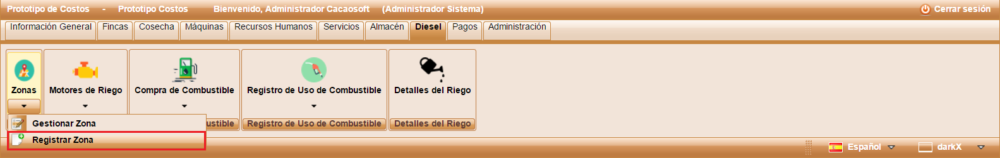 Prototipo de Costos - Prototipo Costos Bienvenido, Administrador Cacaosoft (Administrador Sistema) Cerrar sesión
Información General Fincas Cosecha Máquinas Recursos Humanos Servicios Almacén Diesel Pagos Administración
Zonas Motores de Riego Compra de Combustible Registro de Uso de Combustible Detalles del Riego
Gestionar Zona ustible Registro de Uso de Combustible Detalles del Riego
Registrar Zona
Español darkX